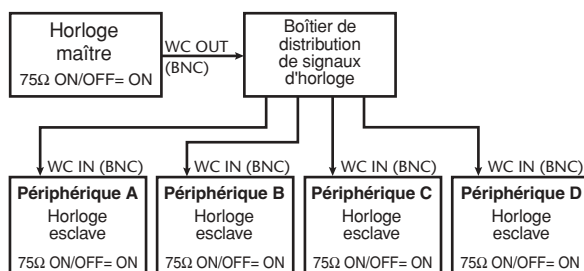 Horloge
maître
75Ω ON/OFF= ON
WC OUT
(BNC)
Boîtier de
distribution
de signaux
d'horloge
WC IN (BNC)
Périphérique A
Horloge
esclave
75Ω ON/OFF= ON
WC IN (BNC)
Périphérique B
Horloge
esclave
75Ω ON/OFF= ON
WC IN (BNC)
Périphérique C
Horloge
esclave
75Ω ON/OFF= ON
WC IN (BNC)
Périphérique D
Horloge
esclave
75Ω ON/OFF= ON